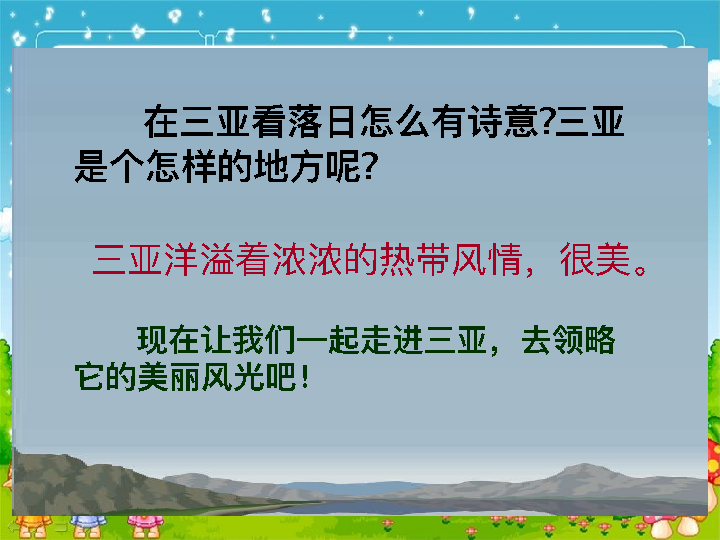 在三亚看落日怎么有诗意?三亚
是个怎样的地方呢?
三亚洋溢着浓浓的热带风情，很美。
现在让我们一起走进三亚，去领略
它的美丽风光吧！